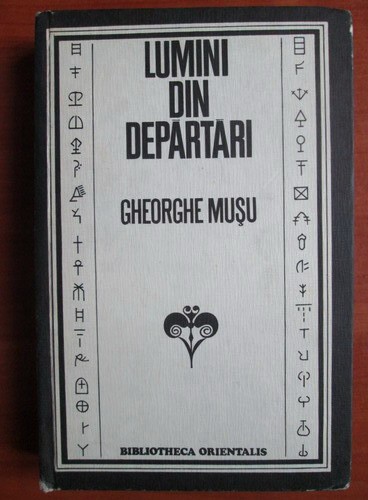 LUMINI
DIN
DEPĂRTĂRI
GHEORGHE MUȘU
BIBLIOTHECA ORIENTALIS